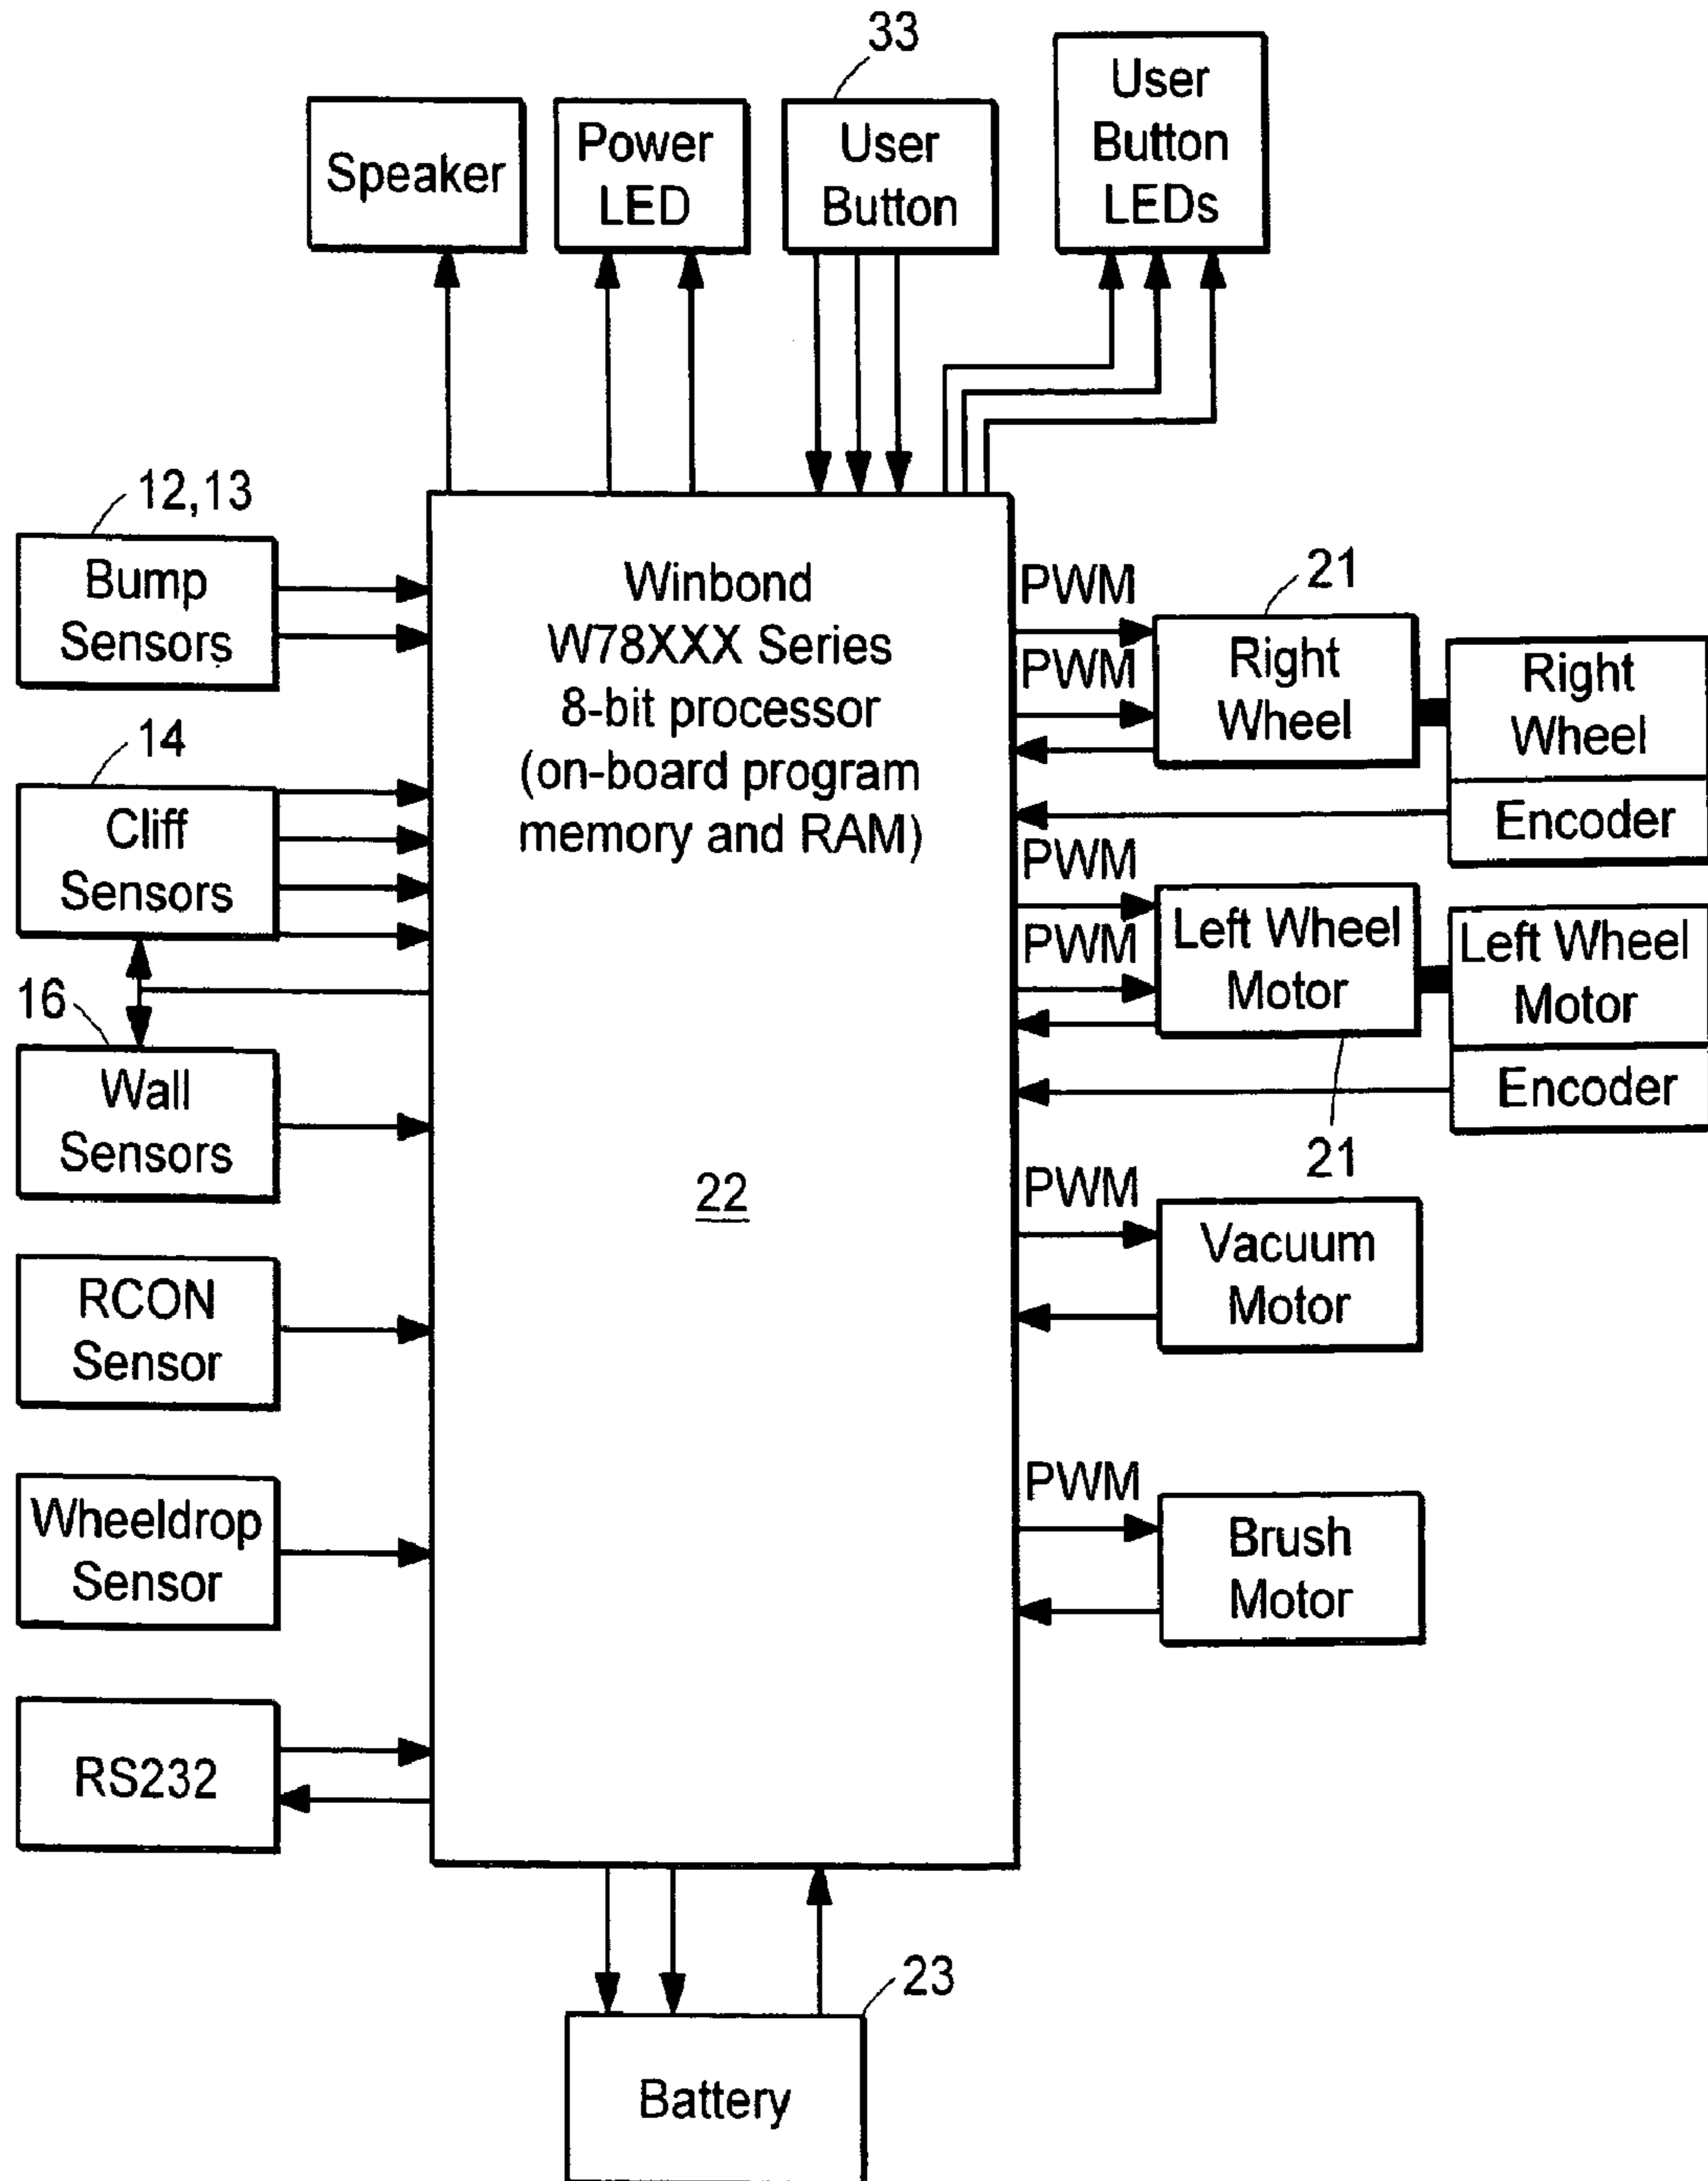 33
User
Button
LEDs
Speaker
Power
LED
User
Button
12,13
Bump
Sensors
14
Cliff
Sensors
16
Wall
Sensors
RCON
Sensor
Wheeldrop
Sensor
RS232
Winbond
W78XXX Series
8-bit processor
(on-board program
memory and RAM)
22
PWM
PWM
21
Right
Wheel
Right
Wheel
Encoder
PWM
PWM
Left Wheel
Motor
21
Left Wheel
Motor
Encoder
PWM
Vacuum
Motor
PWM
Brush
Motor
23
Battery